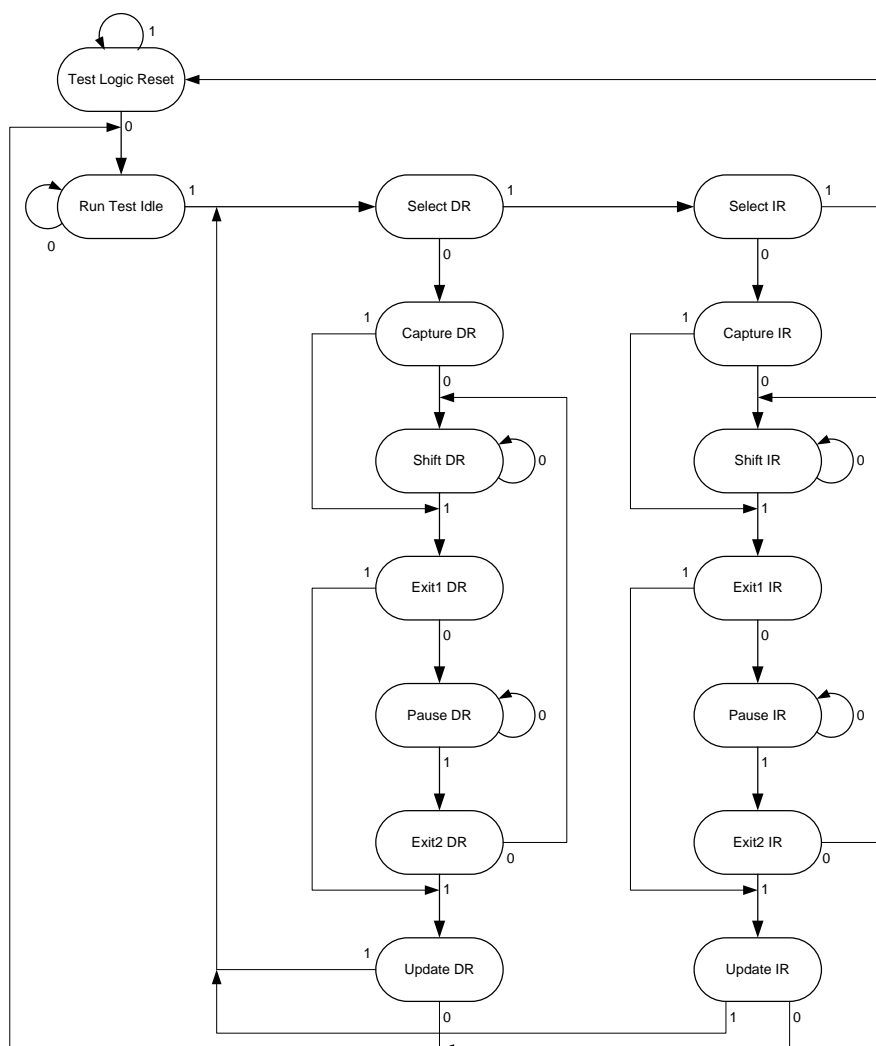 1
Test Logic Reset
0
Run Test Idle
1
0
Select DR
1
Select IR
1
0
0
1
Capture DR
1
Capture IR
0
0
Shift DR
0
Shift IR
0
1
1
1
Exit1 DR
1
Exit1 IR
0
0
Pause DR
0
Pause IR
0
1
1
Exit2 DR
0
Exit2 IR
0
1
1
1
Update DR
Update IR
0
1
0